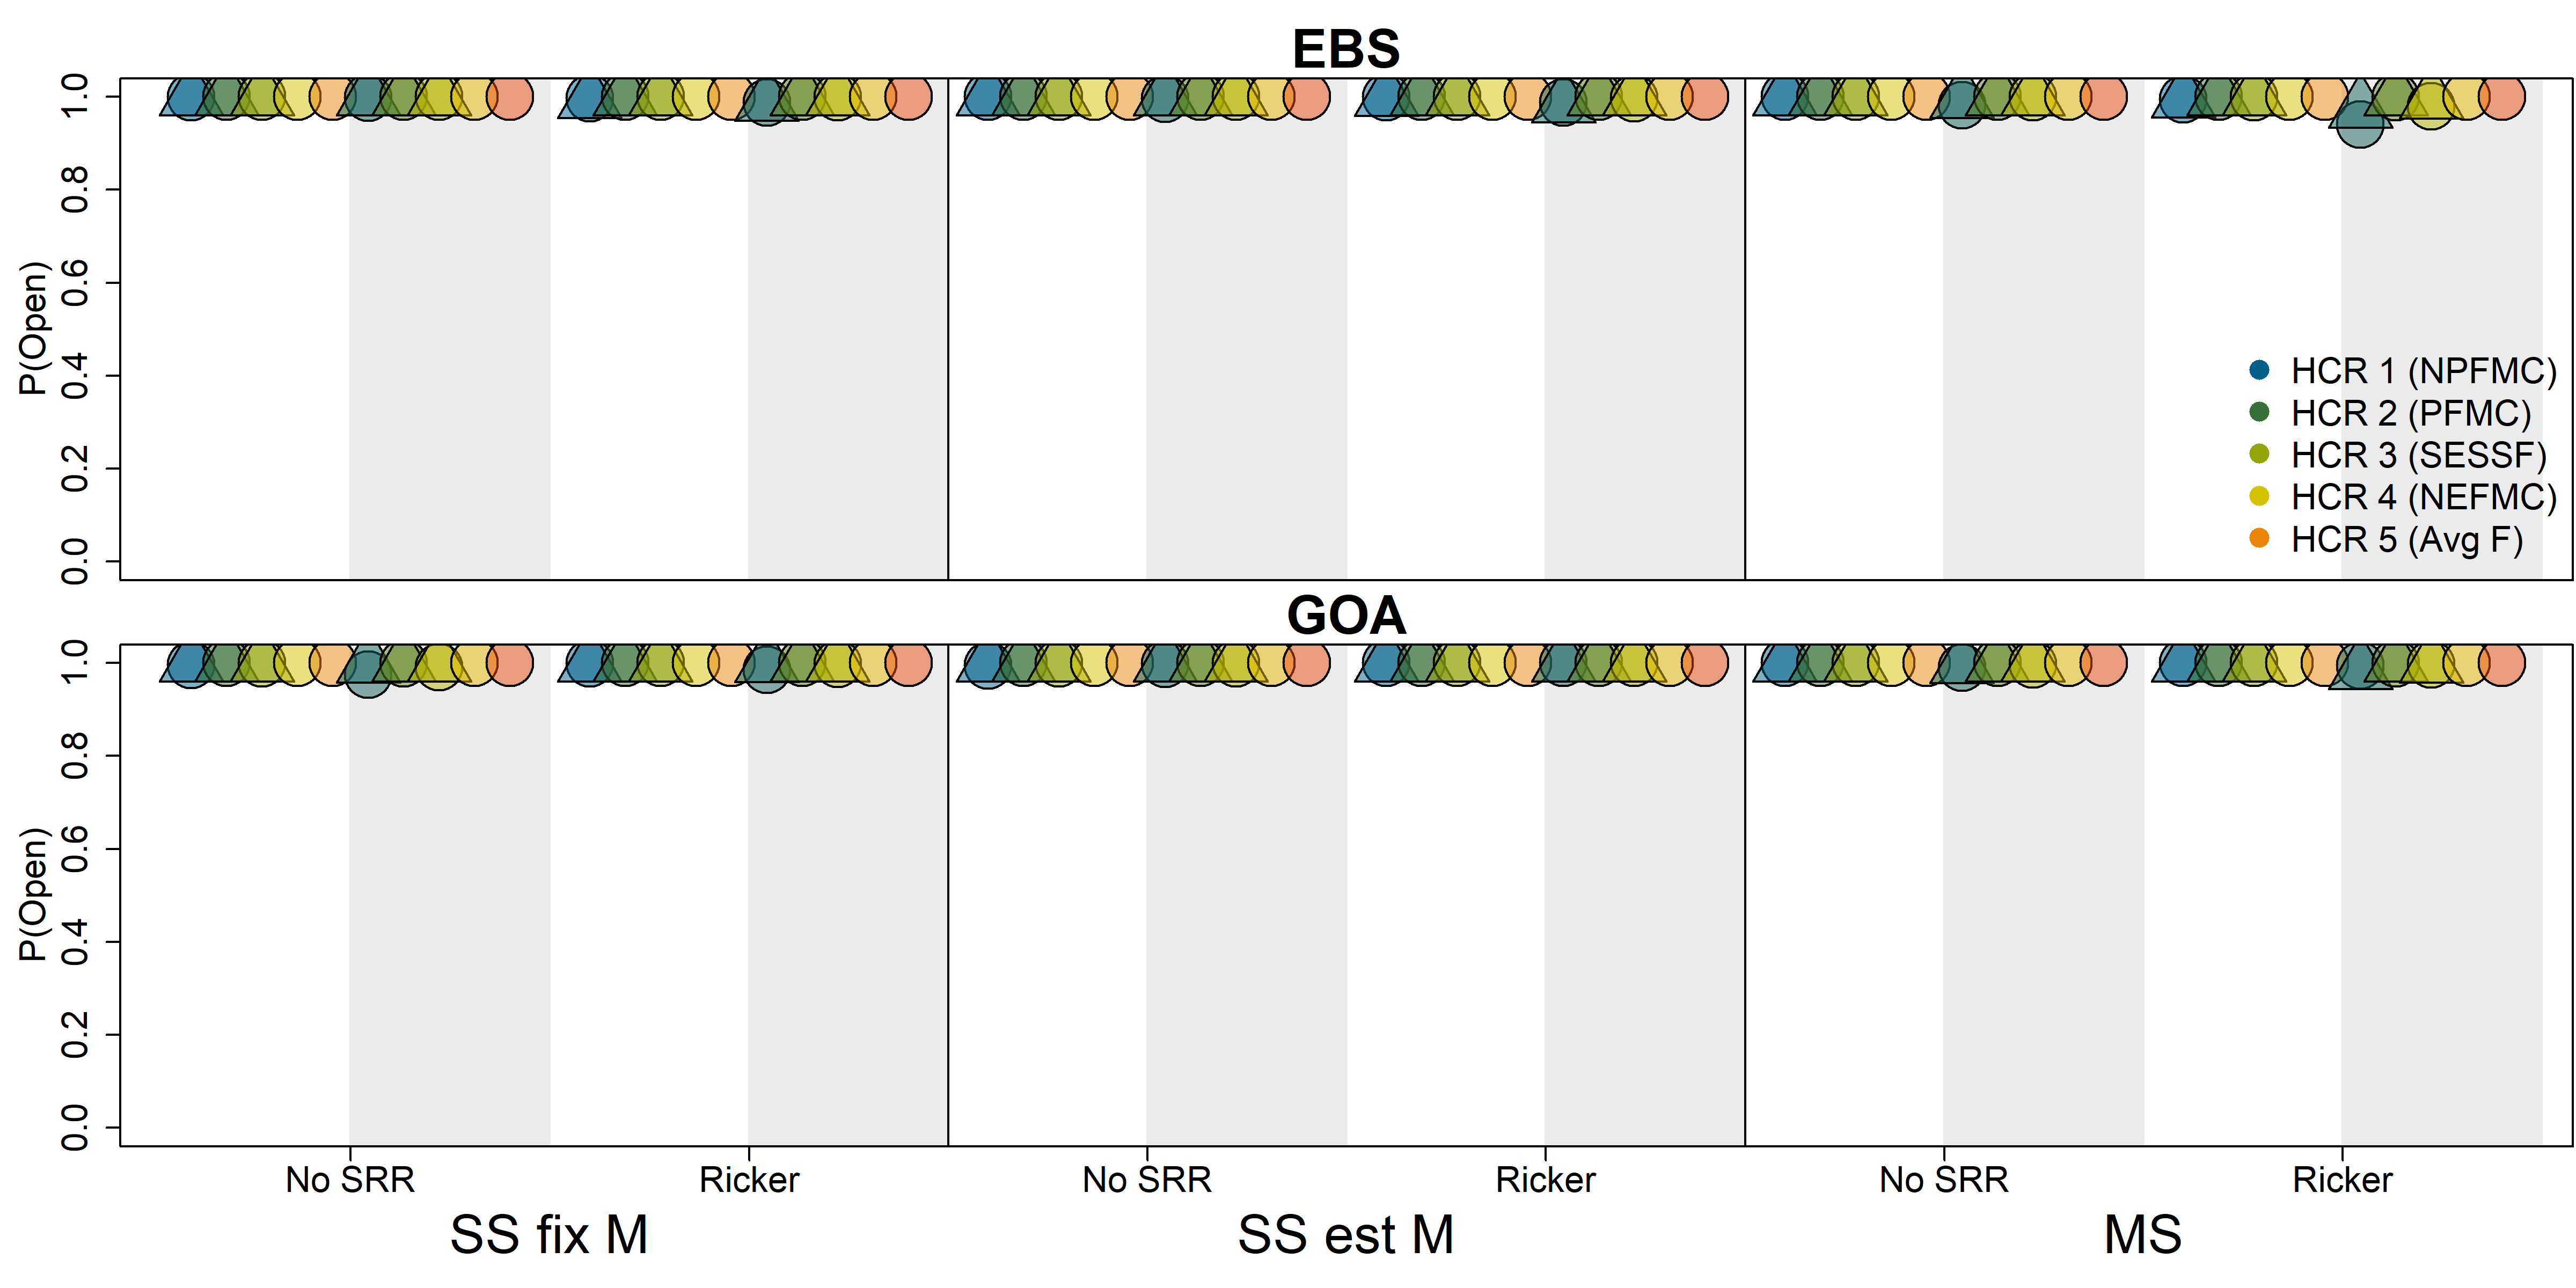 EBS
P(Open)
1.0
0.8
0.6
0.4
0.2
0.0
HCR 1 (NPFMC)
HCR 2 (PFMC)
HCR 3 (SESSF)
HCR 4 (NEFMC)
HCR 5 (Avg F)
GOA
P(Open)
1.0
0.8
0.6
0.4
0.2
0.0
No SRR Ricker No SRR Ricker No SRR Ricker
SS fix M SS est M MS